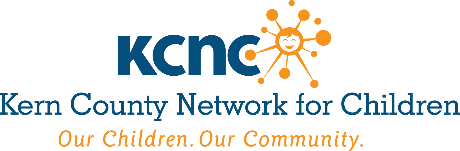 KCNC
Kern County Network for Children
Our Children. Our Community.